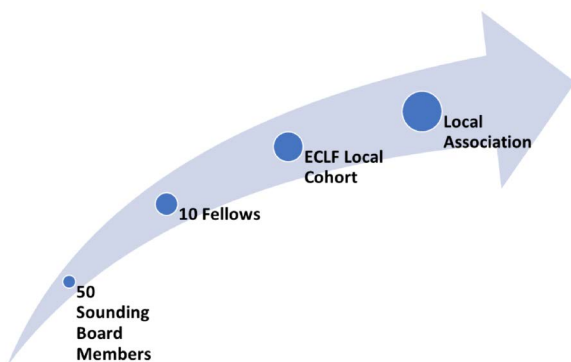 50
Sounding
Board
Members
10 Fellows
ECLF Local
Cohort
Local
Association